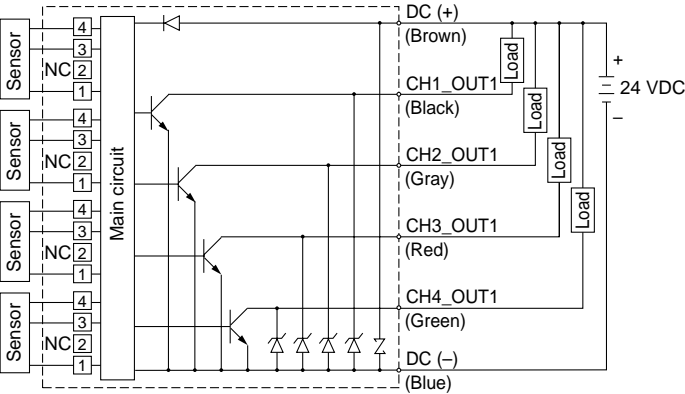 DC (+)
(Brown)
CH1_OUT1
(Black)
CH2_OUT1
(Gray)
CH3_OUT1
(Red)
CH4_OUT1
(Green)
DC (–)
(Blue)
Sensor
4
3
NC 2
1
Sensor
4
3
NC 2
1
Sensor
4
3
NC 2
1
Sensor
4
3
NC 2
1
Main circuit
Load
Load
Load
Load
+
24 VDC
–